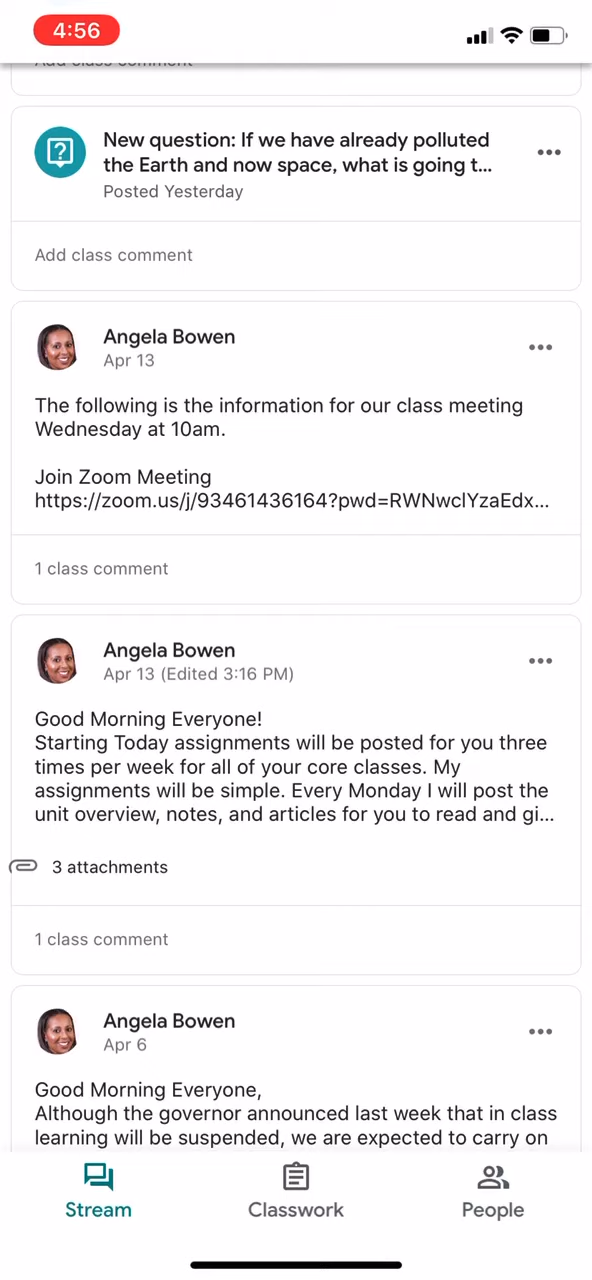 4:56
Add class comment
New question: If we have already polluted
the Earth and now space, what is going t...
Posted Yesterday
Add class comment
Angela Bowen
Apr 13
The following is the information for our class meeting
Wednesday at 10am.
Join Zoom Meeting
https://zoom.us/j/93461436164?pwd=RWNwclYzaEdx...
1 class comment
Angela Bowen
Apr 13 (Edited 3:16 PM)
Good Morning Everyone!
Starting Today assignments will be posted for you three
times per week for all of your core classes. My
assignments will be simple. Every Monday I will post the
unit overview, notes, and articles for you to read and gi...
3 attachments
1 class comment
Angela Bowen
Apr 6
Good Morning Everyone,
Although the governor announced last week that in class
learning will be suspended, we are expected to carry on
Stream
Classwork
People